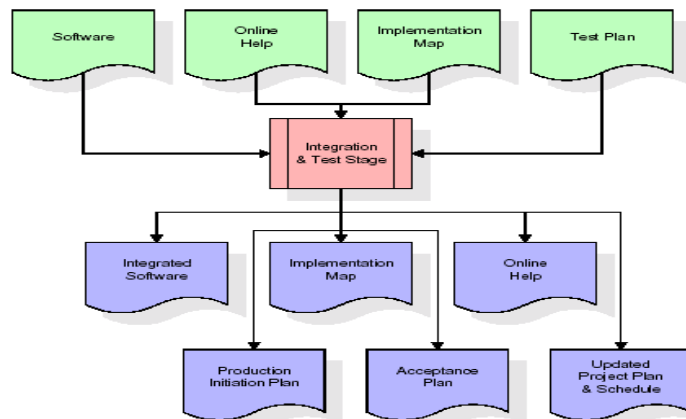 Software
Online
Help
Implementation
Map
Test Plan
Integration
& Test Stage
Integrated
Software
Implementation
Map
Online
Help
Production
Initiation Plan
Acceptance
Plan
Updated
Project Plan
& Schedule